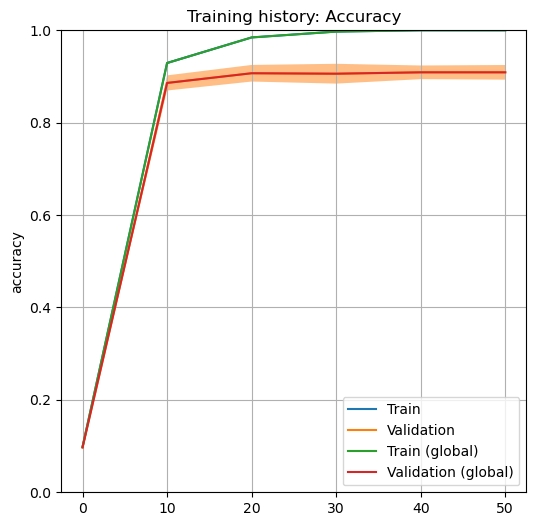 Training history: Accuracy
1.0
0.8
0.6
0.4
0.2
0.0
accuracy
0 10 20 30 40 50
Train
Validation
Train (global)
Validation (global)